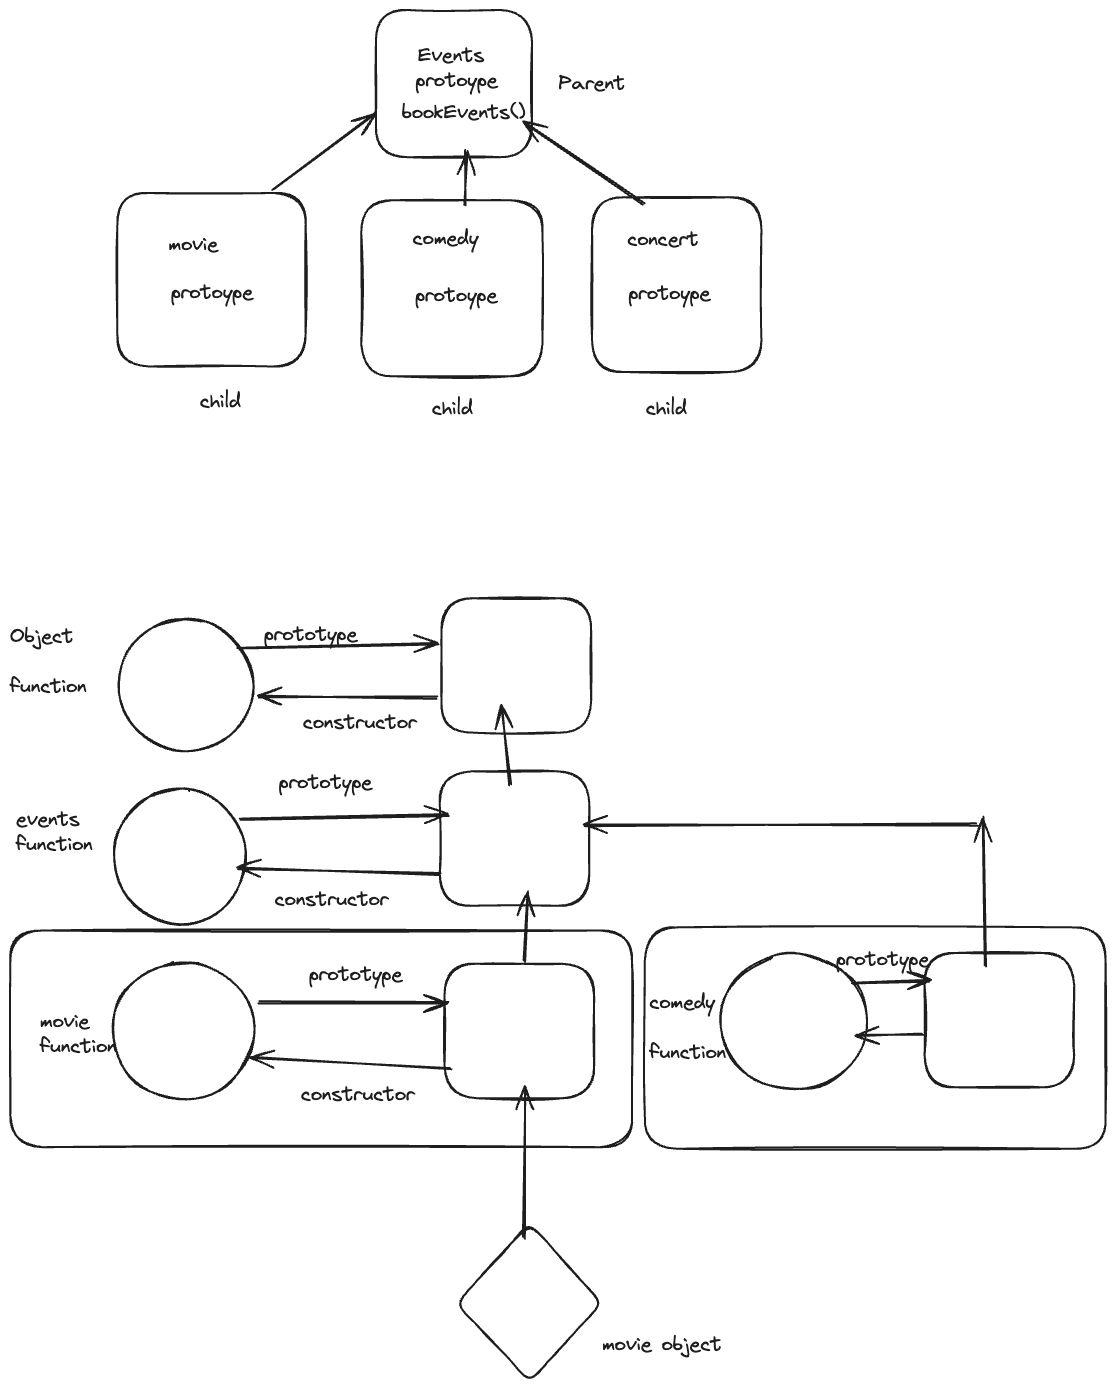 Events
protoype
bookEvents()
Parent
movie
protoype
comedy
protoype
concert
protoype
child
child
child
Object
function
prototype
constructor
events
function
prototype
constructor
movie
function
prototype
constructor
comedy
function
prototype
movie object